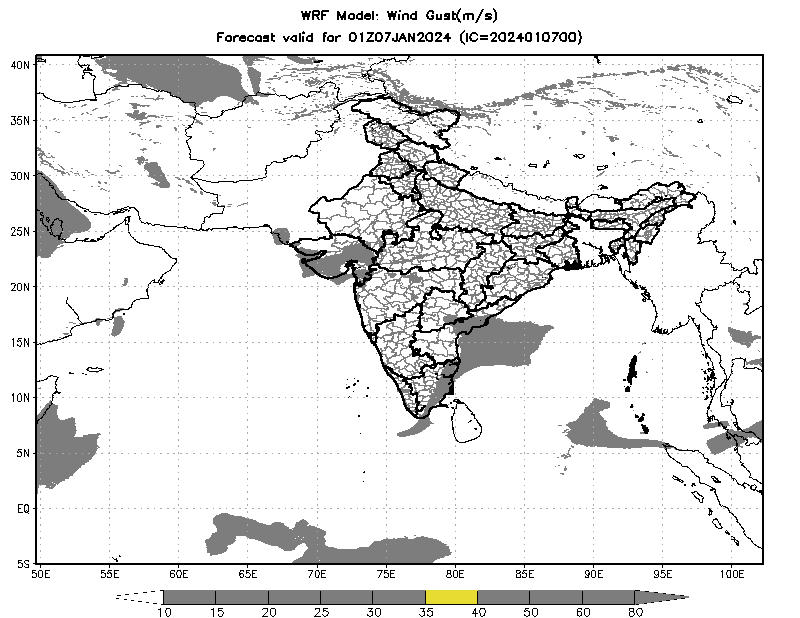 WRF Model: Wind Gust(m/s)
Forecast valid for 01Z07JAN2024 (IC=2024010700)
40N
35N
30N
25N
20N
15N
10N
5N
EQ
5S
50E 55E 60E 65E 70E 75E 80E 85E 90E 95E 100E
10 15 20 25 30 35 40 50 60 80